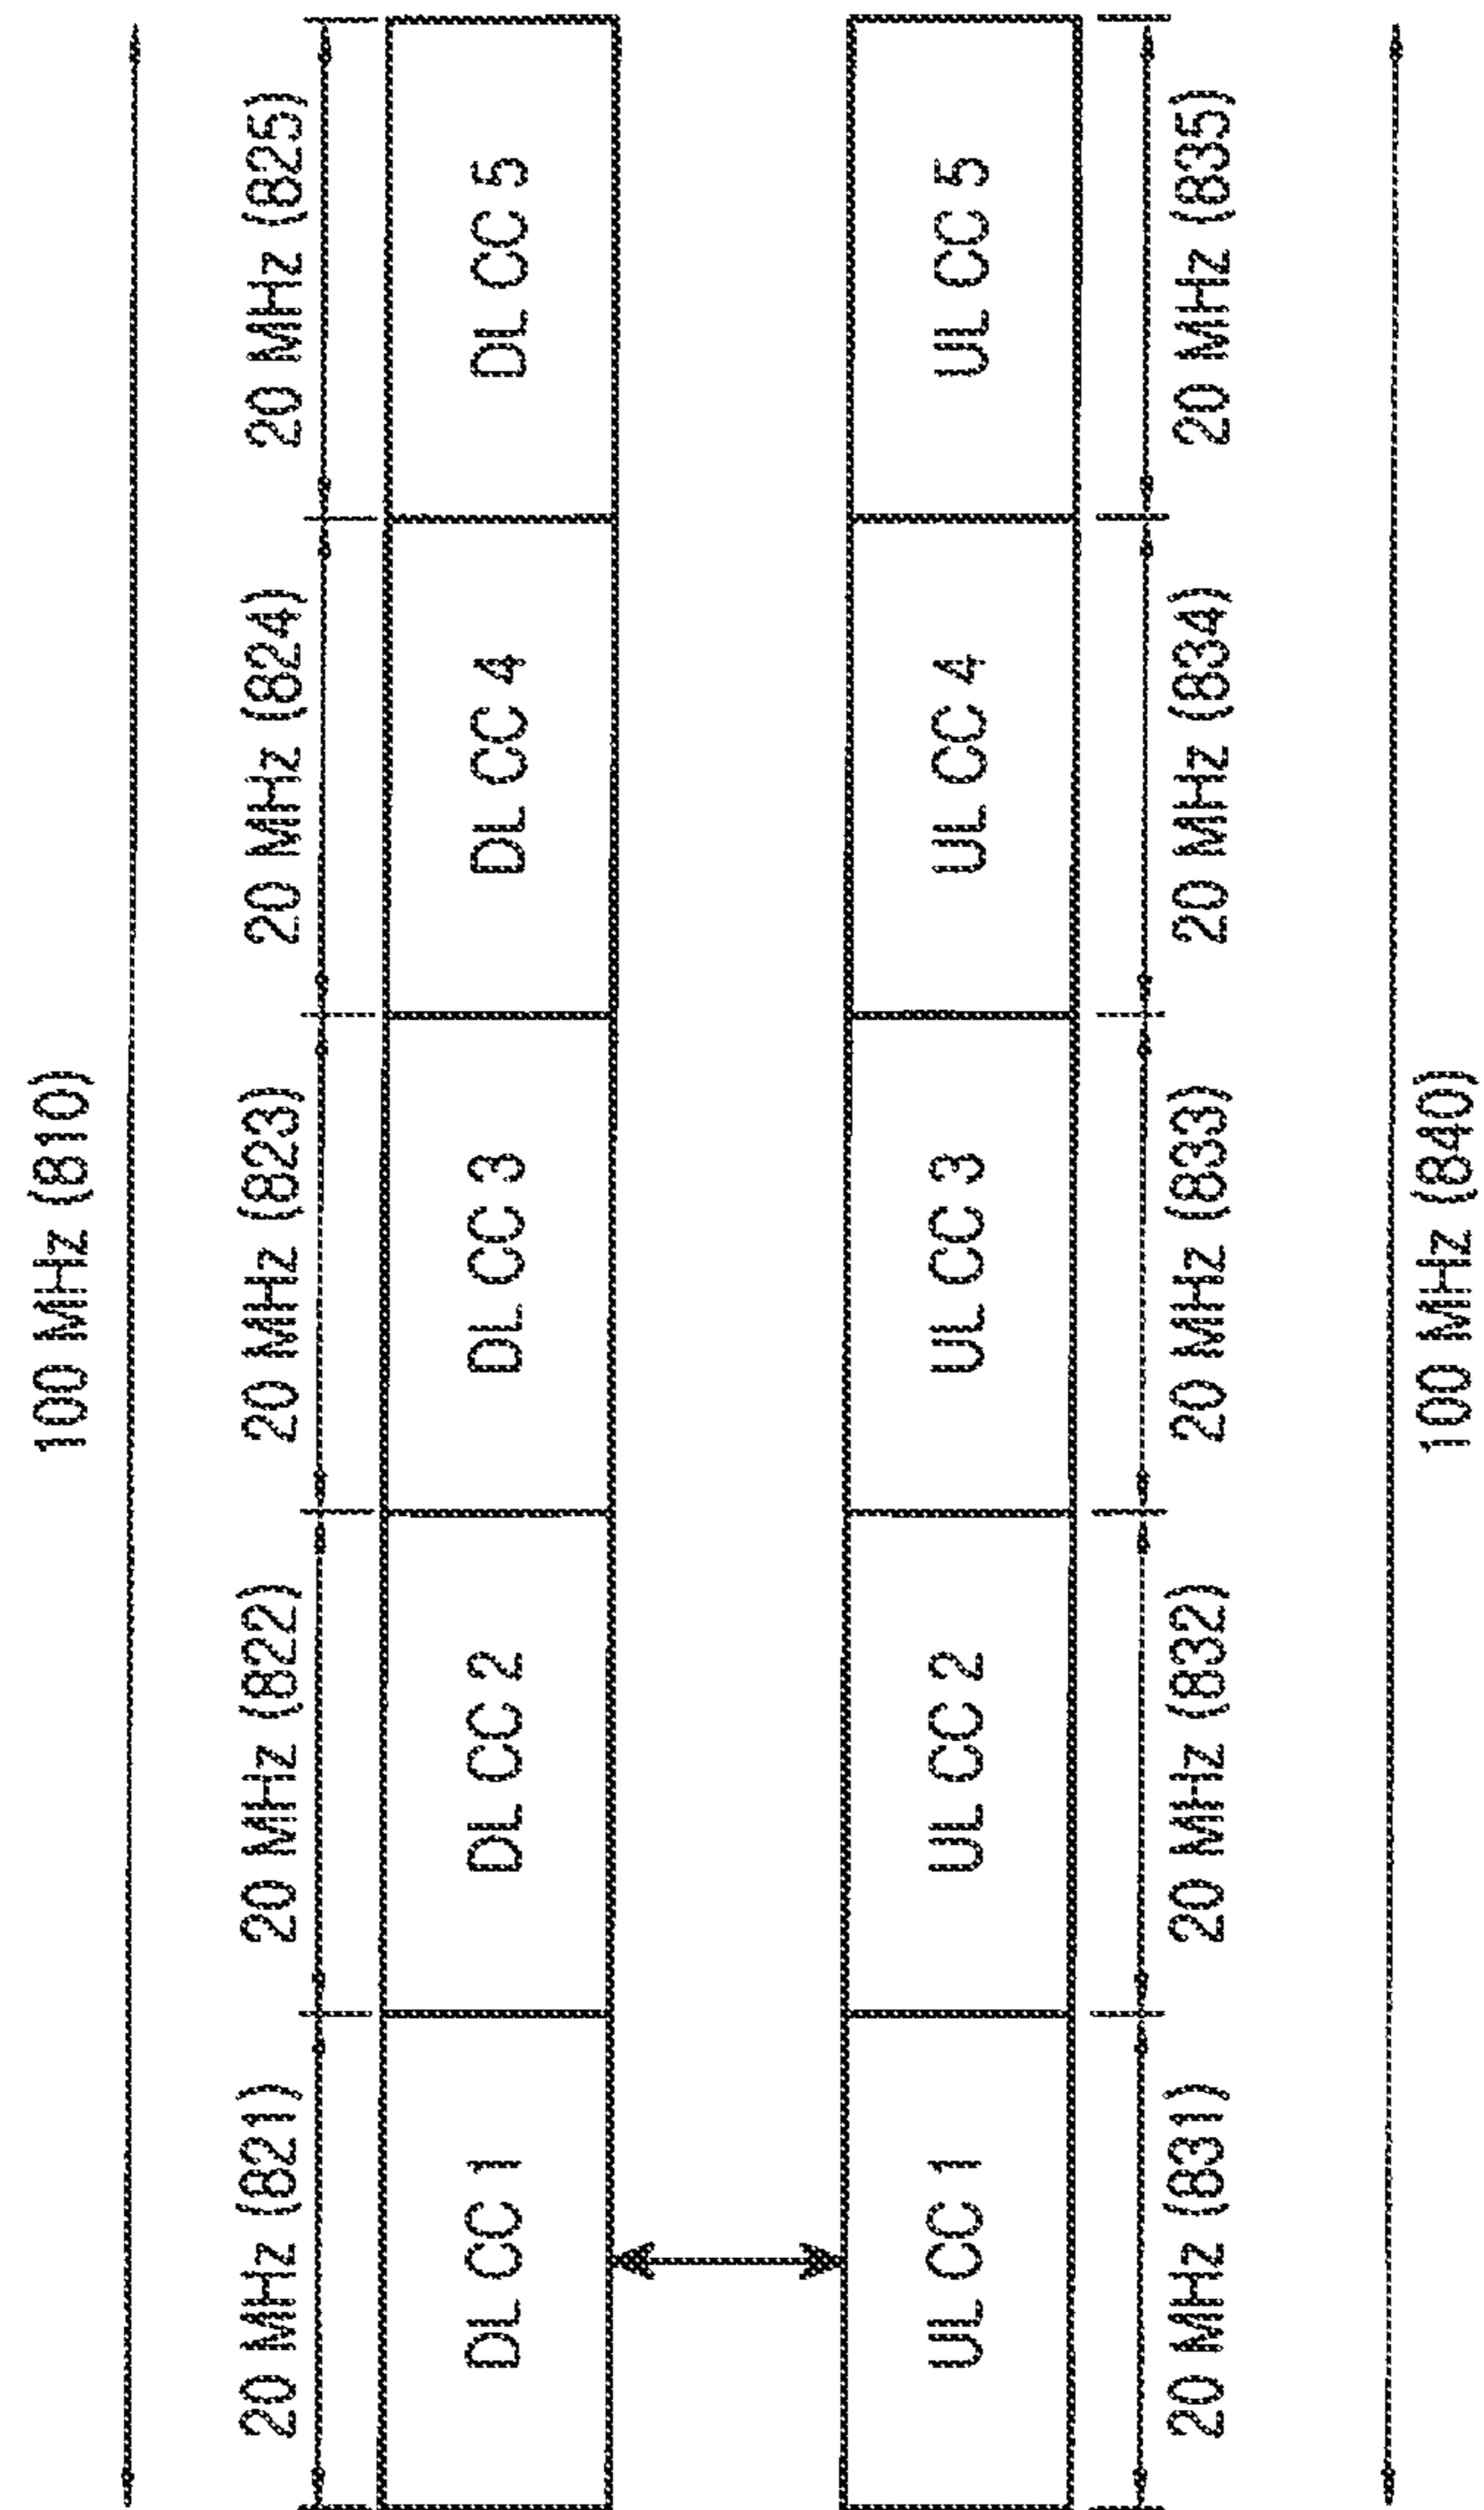 100 MHz (810)
20 MHz (821) 20 MHz (822) 20 MHz (823) 20 MHz (824) 20 MHz (825)
DL CC 1 DL CC 2 DL CC 3 DL CC 4 DL CC 5
UL CC 1 UL CC 2 UL CC 3 UL CC 4 UL CC 5
20 MHz (831) 20 MHz (832) 20 MHz (833) 20 MHz (834) 20 MHz (835)
100 MHz (840)